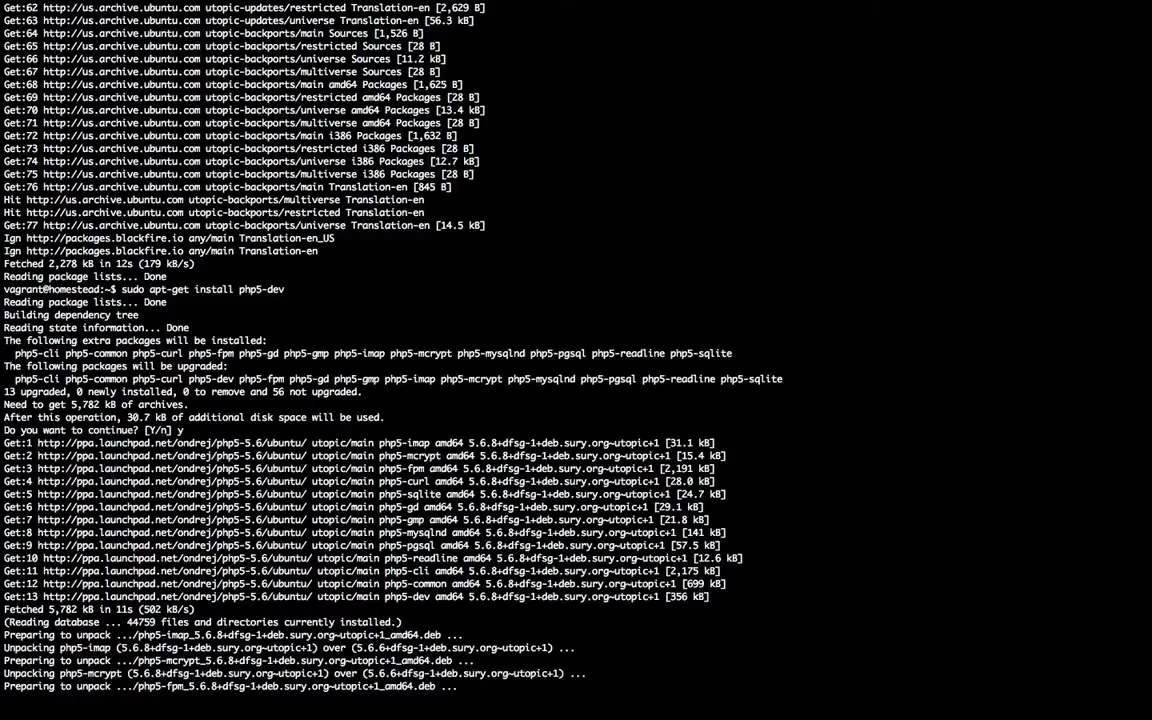 Get:62 http://us.archive.ubuntu.com utopic-updates/restricted Translation-en [2,629 B]
Get:63 http://us.archive.ubuntu.com utopic-updates/universe Translation-en [56.3 kB]
Get:64 http://us.archive.ubuntu.com utopic-backports/main Sources [1,526 B]
Get:65 http://us.archive.ubuntu.com utopic-backports/restricted Sources [28 B]
Get:66 http://us.archive.ubuntu.com utopic-backports/universe Sources [11.2 kB]
Get:67 http://us.archive.ubuntu.com utopic-backports/multiverse Sources [28 B]
Get:68 http://us.archive.ubuntu.com utopic-backports/main amd64 Packages [1,625 B]
Get:69 http://us.archive.ubuntu.com utopic-backports/restricted amd64 Packages [28 B]
Get:70 http://us.archive.ubuntu.com utopic-backports/universe amd64 Packages [13.4 kB]
Get:71 http://us.archive.ubuntu.com utopic-backports/multiverse amd64 Packages [28 B]
Get:72 http://us.archive.ubuntu.com utopic-backports/main i386 Packages [1,632 B]
Get:73 http://us.archive.ubuntu.com utopic-backports/restricted i386 Packages [28 B]
Get:74 http://us.archive.ubuntu.com utopic-backports/universe i386 Packages [12.7 kB]
Get:75 http://us.archive.ubuntu.com utopic-backports/multiverse i386 Packages [28 B]
Get:76 http://us.archive.ubuntu.com utopic-backports/main Translation-en [845 B]
Hit http://us.archive.ubuntu.com utopic-backports/multiverse Translation-en
Hit http://us.archive.ubuntu.com utopic-backports/restricted Translation-en
Get:77 http://us.archive.ubuntu.com utopic-backports/universe Translation-en [14.5 kB]
Ign http://packages.blackfire.io any/main Translation-en_US
Ign http://packages.blackfire.io any/main Translation-en
Fetched 2,278 kB in 12s (179 kB/s)
Reading package lists... Done
vagrant@homestead:~$ sudo apt-get install php5-dev
Reading package lists... Done
Building dependency tree
Reading state information... Done
The following extra packages will be installed:
php5-cli php5-common php5-curl php5-fpm php5-gd php5-gmp php5-imap php5-mcrypt php5-mysqlnd php5-pgsql php5-readline php5-sqlite
The following packages will be upgraded:
php5-cli php5-common php5-curl php5-dev php5-fpm php5-gd php5-gmp php5-imap php5-mcrypt php5-mysqlnd php5-pgsql php5-readline php5-sqlite
13 upgraded, 0 newly installed, 0 to remove and 56 not upgraded.
Need to get 5,782 kB of archives.
After this operation, 30.7 kB of additional disk space will be used.
Do you want to continue? [Y/n] y
Get:1 http://ppa.launchpad.net/ondrej/php5-5.6/ubuntu/ utopic/main php5-imap amd64 5.6.8+dfsg-1+deb.sury.org~utopic+1 [31.1 kB]
Get:2 http://ppa.launchpad.net/ondrej/php5-5.6/ubuntu/ utopic/main php5-mcrypt amd64 5.6.8+dfsg-1+deb.sury.org~utopic+1 [15.4 kB]
Get:3 http://ppa.launchpad.net/ondrej/php5-5.6/ubuntu/ utopic/main php5-fpm amd64 5.6.8+dfsg-1+deb.sury.org~utopic+1 [2,191 kB]
Get:4 http://ppa.launchpad.net/ondrej/php5-5.6/ubuntu/ utopic/main php5-curl amd64 5.6.8+dfsg-1+deb.sury.org~utopic+1 [28.0 kB]
Get:5 http://ppa.launchpad.net/ondrej/php5-5.6/ubuntu/ utopic/main php5-sqlite amd64 5.6.8+dfsg-1+deb.sury.org~utopic+1 [24.7 kB]
Get:6 http://ppa.launchpad.net/ondrej/php5-5.6/ubuntu/ utopic/main php5-gd amd64 5.6.8+dfsg-1+deb.sury.org~utopic+1 [29.1 kB]
Get:7 http://ppa.launchpad.net/ondrej/php5-5.6/ubuntu/ utopic/main php5-gmp amd64 5.6.8+dfsg-1+deb.sury.org~utopic+1 [21.8 kB]
Get:8 http://ppa.launchpad.net/ondrej/php5-5.6/ubuntu/ utopic/main php5-mysqlnd amd64 5.6.8+dfsg-1+deb.sury.org~utopic+1 [141 kB]
Get:9 http://ppa.launchpad.net/ondrej/php5-5.6/ubuntu/ utopic/main php5-pgsql amd64 5.6.8+dfsg-1+deb.sury.org~utopic+1 [57.5 kB]
Get:10 http://ppa.launchpad.net/ondrej/php5-5.6/ubuntu/ utopic/main php5-readline amd64 5.6.8+dfsg-1+deb.sury.org~utopic+1 [12.6 kB]
Get:11 http://ppa.launchpad.net/ondrej/php5-5.6/ubuntu/ utopic/main php5-cli amd64 5.6.8+dfsg-1+deb.sury.org~utopic+1 [2,175 kB]
Get:12 http://ppa.launchpad.net/ondrej/php5-5.6/ubuntu/ utopic/main php5-common amd64 5.6.8+dfsg-1+deb.sury.org~utopic+1 [699 kB]
Get:13 http://ppa.launchpad.net/ondrej/php5-5.6/ubuntu/ utopic/main php5-dev amd64 5.6.8+dfsg-1+deb.sury.org~utopic+1 [356 kB]
Fetched 5,782 kB in 11s (502 kB/s)
(Reading database ... 44759 files and directories currently installed.)
Preparing to unpack .../php5-imap_5.6.8+dfsg-1+deb.sury.org~utopic+1_amd64.deb ...
Unpacking php5-imap (5.6.8+dfsg-1+deb.sury.org~utopic+1) over (5.6.6+dfsg-1+deb.sury.org~utopic+1) ...
Preparing to unpack .../php5-mcrypt_5.6.8+dfsg-1+deb.sury.org~utopic+1_amd64.deb ...
Unpacking php5-mcrypt (5.6.8+dfsg-1+deb.sury.org~utopic+1) over (5.6.6+dfsg-1+deb.sury.org~utopic+1) ...
Preparing to unpack .../php5-fpm_5.6.8+dfsg-1+deb.sury.org~utopic+1_amd64.deb ...